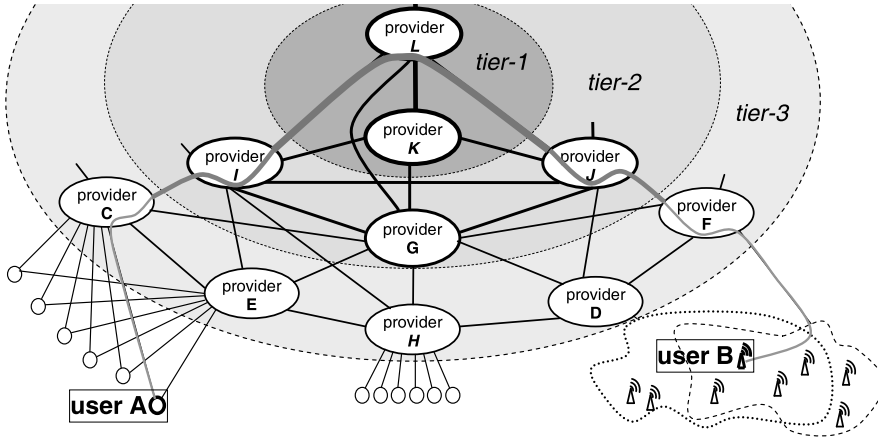 provider
L
tier-1
tier-2
tier-3
provider
K
provider
I
provider
J
provider
C
provider
F
provider
G
provider
E
provider
D
provider
H
user B
user A